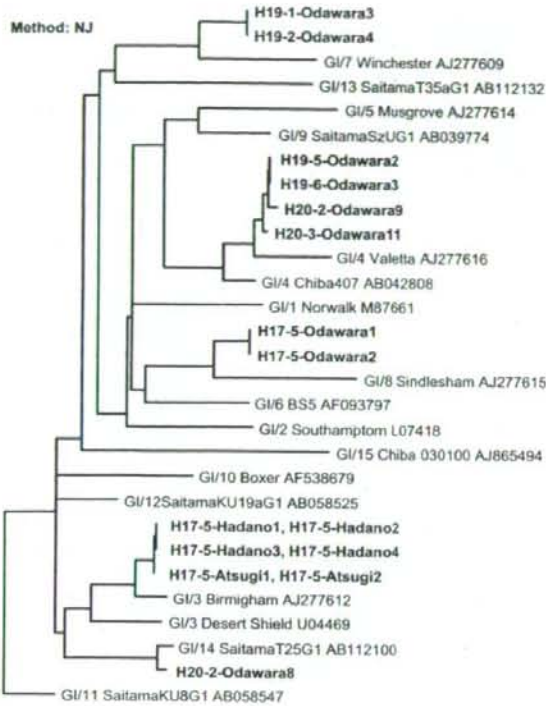 Method: NJ
H19-1-Odawara3
H19-2-Odawara4
GI/7 Winchester AJ277609
GI/13 SaitamaT35aG1 AB112132
GI/5 Musgrove AJ277614
GI/9 SaitamaSzUG1 AB039774
H19-5-Odawara2
H19-6-Odawara3
H20-2-Odawara9
H20-3-Odawara11
GI/4 Valetta AJ277616
GI/4 Chiba407 AB042808
GI/1 Norwalk M87661
H17-5-Odawara1
H17-5-Odawara2
GI/8 Sindlesham AJ277615
GI/6 BS5 AF093797
GI/2 Southamptom L07418
GI/15 Chiba 030100 AJ865494
GI/10 Boxer AF538679
GI/12SaitamaKU19aG1 AB058525
H17-5-Hadano1, H17-5-Hadano2
H17-5-Hadano3, H17-5-Hadano4
H17-5-Atsugi1, H17-5-Atsugi2
GI/3 Birmigham AJ277612
GI/3 Desert Shield U04469
GI/14 SaitamaT25G1 AB112100
H20-2-Odawara8
GI/11 SaitamaKU8G1 AB058547